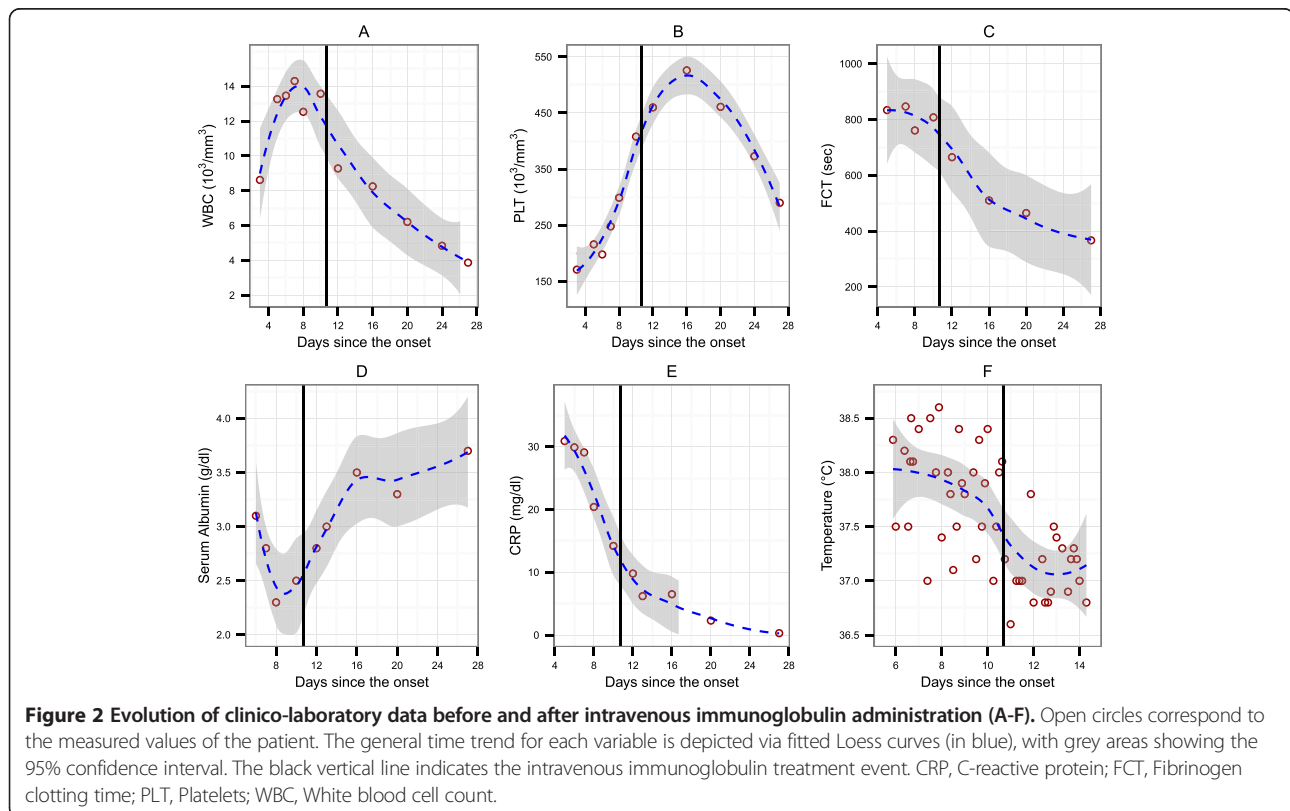 A
WBC (10³/mm³)
14
12
10
8
6
4
2
4 8 12 16 20 24 28
Days since the onset
B
PLT (10³/mm³)
550
450
350
250
150
4 8 12 16 20 24 28
Days since the onset
C
FCT (sec)
1000
800
600
400
200
4 8 12 16 20 24 28
Days since the onset
D
Serum Albumin (g/dl)
4.0
3.5
3.0
2.5
2.0
8 12 16 20 24 28
Days since the onset
E
CRP (mg/dl)
30
20
10
0
4 8 12 16 20 24 28
Days since the onset
F
Temperature (°C)
38.5
38.0
37.5
37.0
36.5
6 8 10 12 14
Days since the onset
Figure 2 Evolution of clinico-laboratory data before and after intravenous immunoglobulin administration (A-F). Open circles correspond to
the measured values of the patient. The general time trend for each variable is depicted via fitted Loess curves (in blue), with grey areas showing the
95% confidence interval. The black vertical line indicates the intravenous immunoglobulin treatment event. CRP, C-reactive protein; FCT, Fibrinogen
clotting time; PLT, Platelets; WBC, White blood cell count.